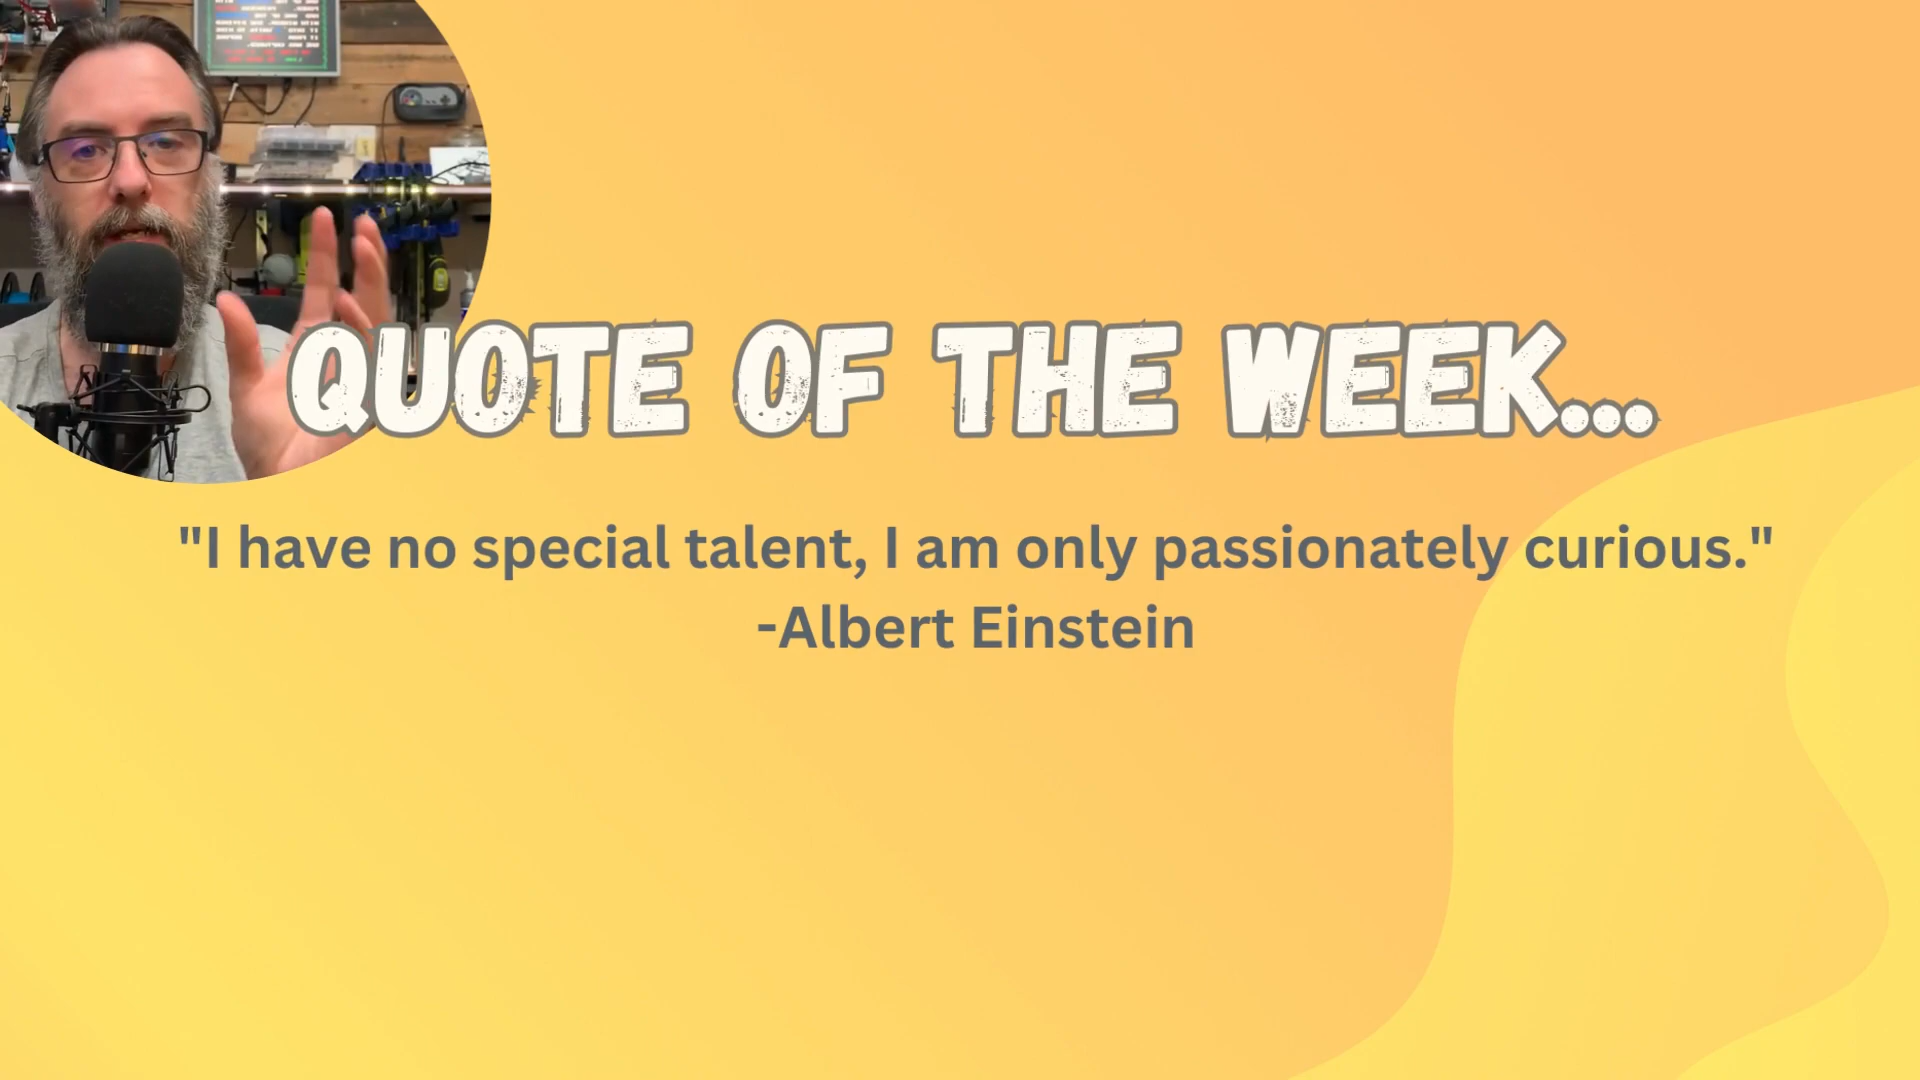 QUOTE OF THE WEEK...
"I have no special talent, I am only passionately curious."
-Albert Einstein